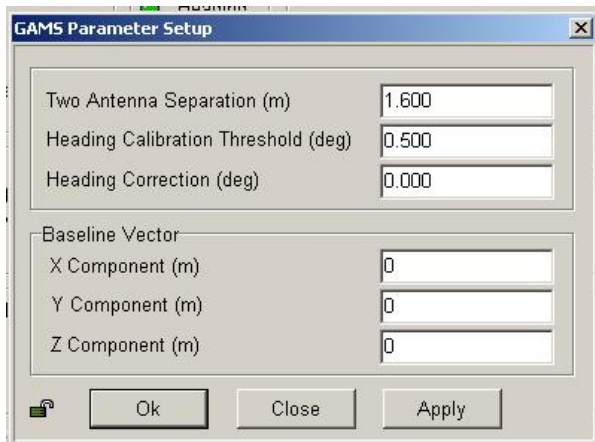 Heading
GAMS Parameter Setup
Two Antenna Separation (m) 1.600
Heading Calibration Threshold (deg) 0.500
Heading Correction (deg) 0.000
Baseline Vector
X Component (m) 0
Y Component (m) 0
Z Component (m) 0
Ok Close Apply